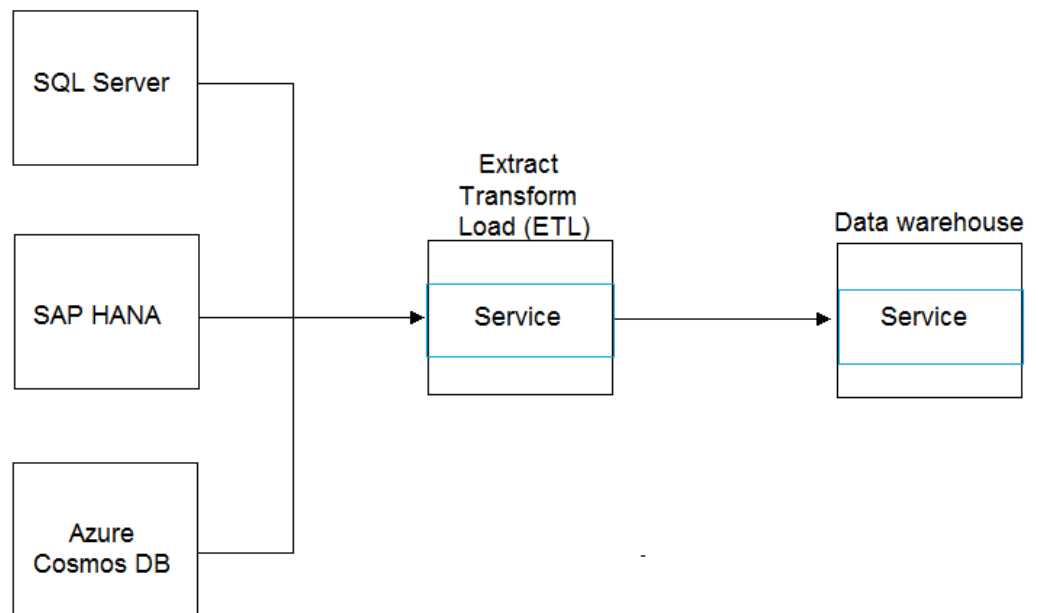 SQL Server
Extract
Transform
Load (ETL)
Data warehouse
SAP HANA
Service
Service
Azure
Cosmos DB